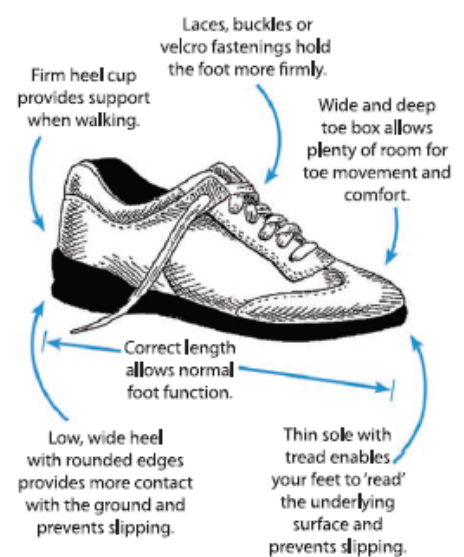 Laces, buckles or
velcro fastenings hold
the foot more firmly.
Firm heel cup
provides support
when walking.
Wide and deep
toe box allows
plenty of room for
toe movement and
comfort.
Correct length
allows normal
foot function.
Low, wide heel
with rounded edges
provides more contact
with the ground and
prevents slipping.
Thin sole with
tread enables
your feet to 'read'
the underlying
surface and
prevents slipping.